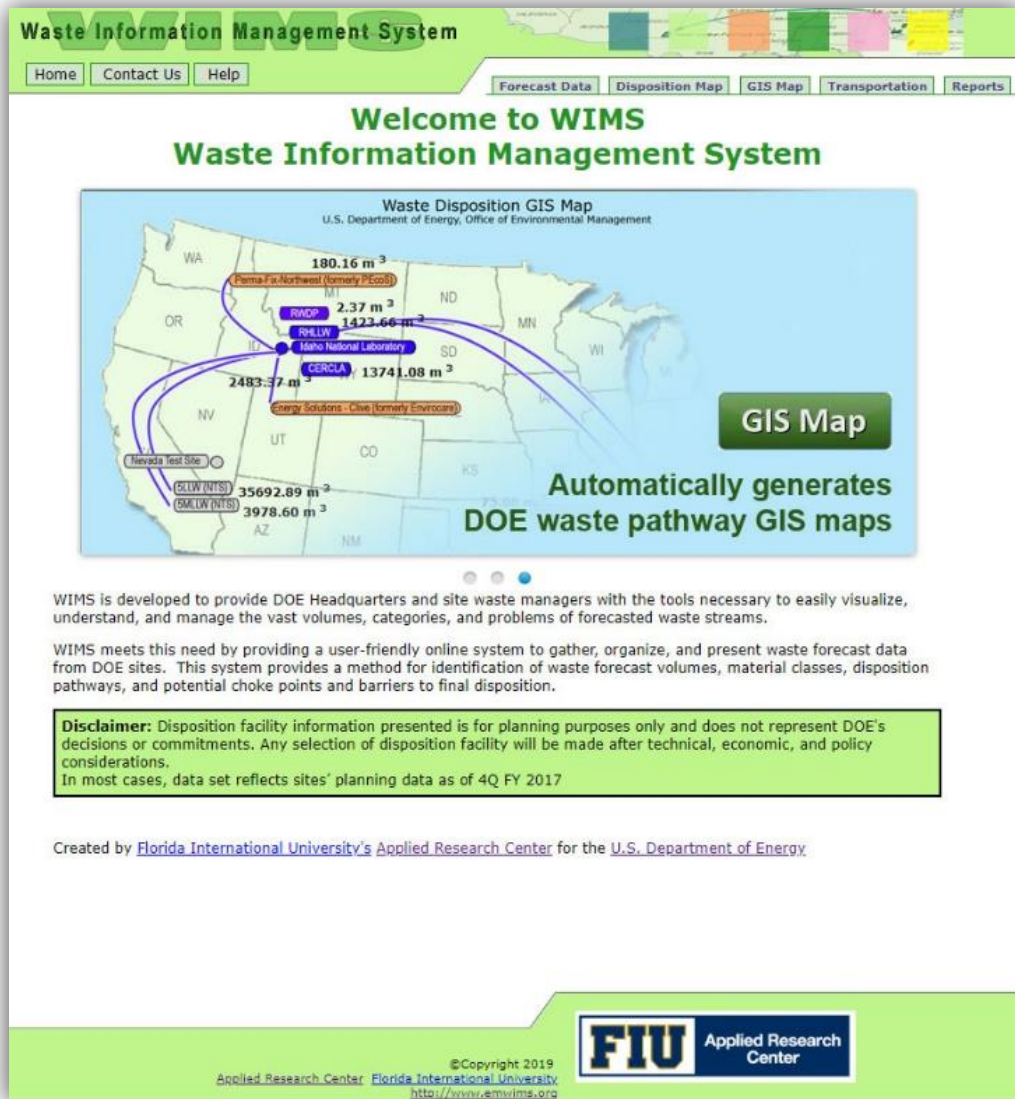 Waste Information Management System
WIMS
Home Contact Us Help
Forecast Data Disposition Map GIS Map Transportation Reports
Welcome to WIMS
Waste Information Management System
Waste Disposition GIS Map
U.S. Department of Energy, Office of Environmental Management
WA
180.16 m 3
Perma-Fix-Northwest (formerly PEcoS)
MT
ND
RWDP 2.37 m 3
OR
RHLLW 1423.66 m 3
MN
ID
Idaho National Laboratory
SD
WI
CERCLA
WY 13741.08 m 3
2483.37 m 3
Energy Solutions - Clive (formerly Envirocare)
IA
NV
GIS Map
UT
CO
Nevada Test Site
KS
5LLW (NTS) 35692.89 m 3
Automatically generates
5MLLW (NTS) 3978.60 m 3
DOE waste pathway GIS maps
AZ
NM
WIMS is developed to provide DOE Headquarters and site waste managers with the tools necessary to easily visualize,
understand, and manage the vast volumes, categories, and problems of forecasted waste streams.
WIMS meets this need by providing a user-friendly online system to gather, organize, and present waste forecast data
from DOE sites. This system provides a method for identification of waste forecast volumes, material classes, disposition
pathways, and potential choke points and barriers to final disposition.
Disclaimer: Disposition facility information presented is for planning purposes only and does not represent DOE's
decisions or commitments. Any selection of disposition facility will be made after technical, economic, and policy
considerations.
In most cases, data set reflects sites' planning data as of 4Q FY 2017
Created by Florida International University's Applied Research Center for the U.S. Department of Energy
FIU Applied Research
Center
©Copyright 2019
Applied Research Center Florida International University
http://www.emwims.org